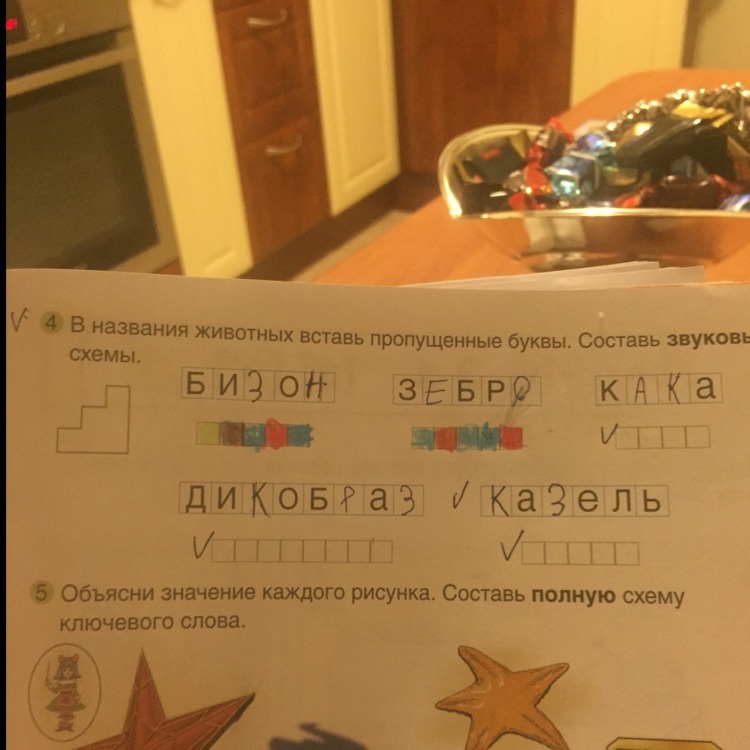 4 В названия животных вставь пропущенные буквы. Составь звуковы
схемы.
БИЗОН ЗЕБРО КАКА
ДИКОБРАЗ КАЗЕЛЬ
5 Объясни значение каждого рисунка. Составь полную схему
ключевого слова.